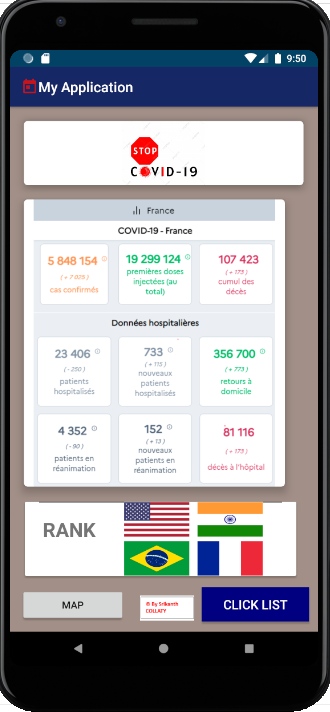 9:50
My Application
STOP
COVID-19
France
COVID-19 - France
5 848 154
(+ 7 025)
cas confirmés
19 299 124
premières doses
injectées (au
total)
107 423
(+ 173)
cumul des
décès
Données hospitalières
23 406
(- 250)
patients
hospitalisés
733
(+ 115)
nouveaux
patients
hospitalisés
356 700
(+ 773)
retours à
domicile
4 352
(- 90)
patients en
réanimation
152
(+ 13)
nouveaux
patients en
réanimation
81 116
(+ 173)
décès à l'hôpital
RANK
MAP
© By Srikanth
COLLATY
CLICK LIST